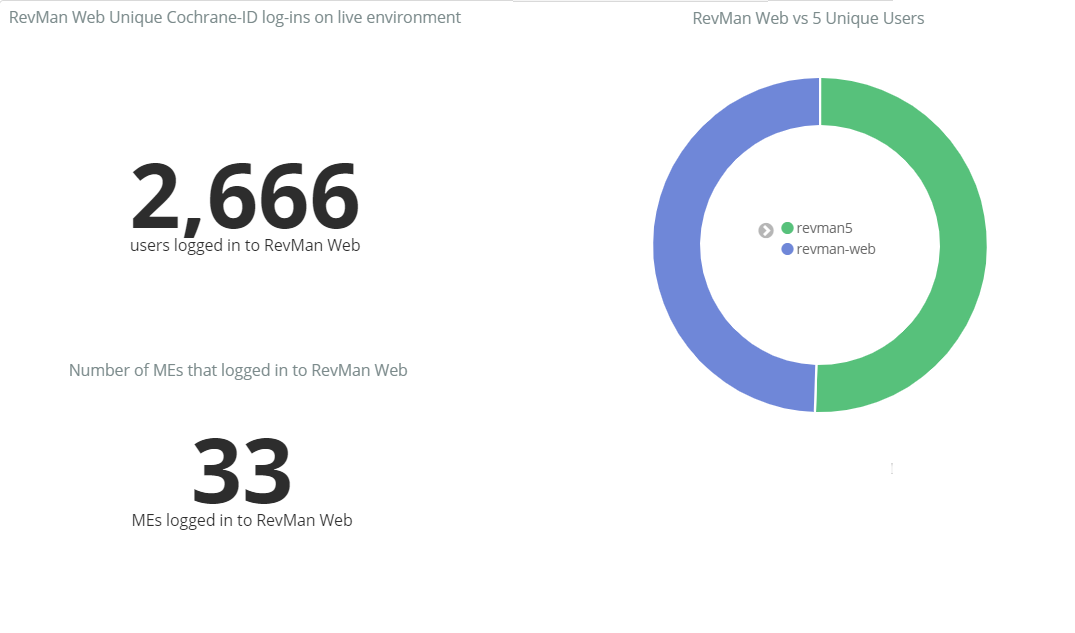 RevMan Web Unique Cochrane-ID log-ins on live environment
2,666
users logged in to RevMan Web
Number of MEs that logged in to RevMan Web
33
MEs logged in to RevMan Web
RevMan Web vs 5 Unique Users
revman5
revman-web